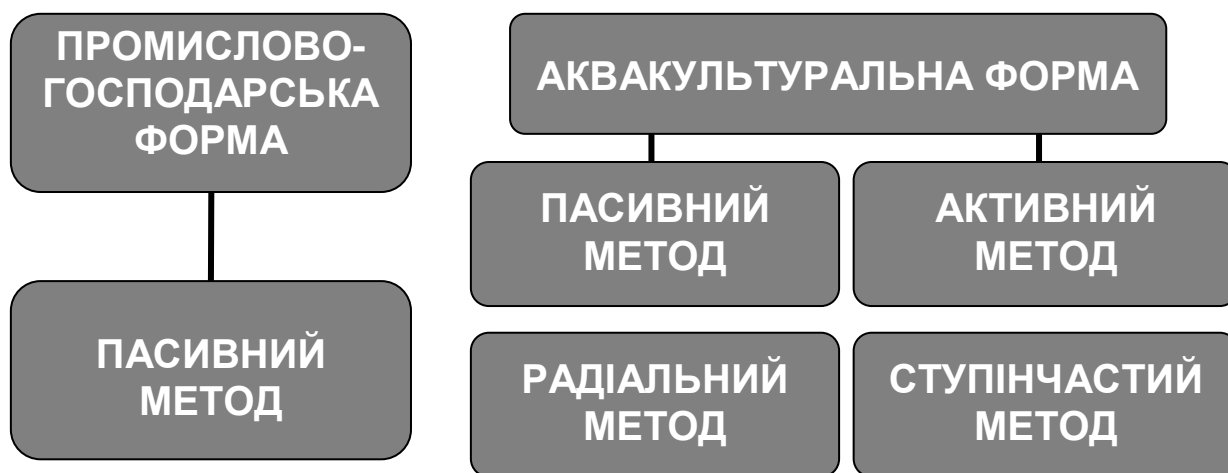 ПРОМИСЛОВО-
ГОСПОДАРСЬКА
ФОРМА
ПАСИВНИЙ
МЕТОД
АКВАКУЛЬТУРАЛЬНА ФОРМА
ПАСИВНИЙ
МЕТОД
АКТИВНИЙ
МЕТОД
РАДІАЛЬНИЙ
МЕТОД
СТУПІНЧАСТИЙ
МЕТОД